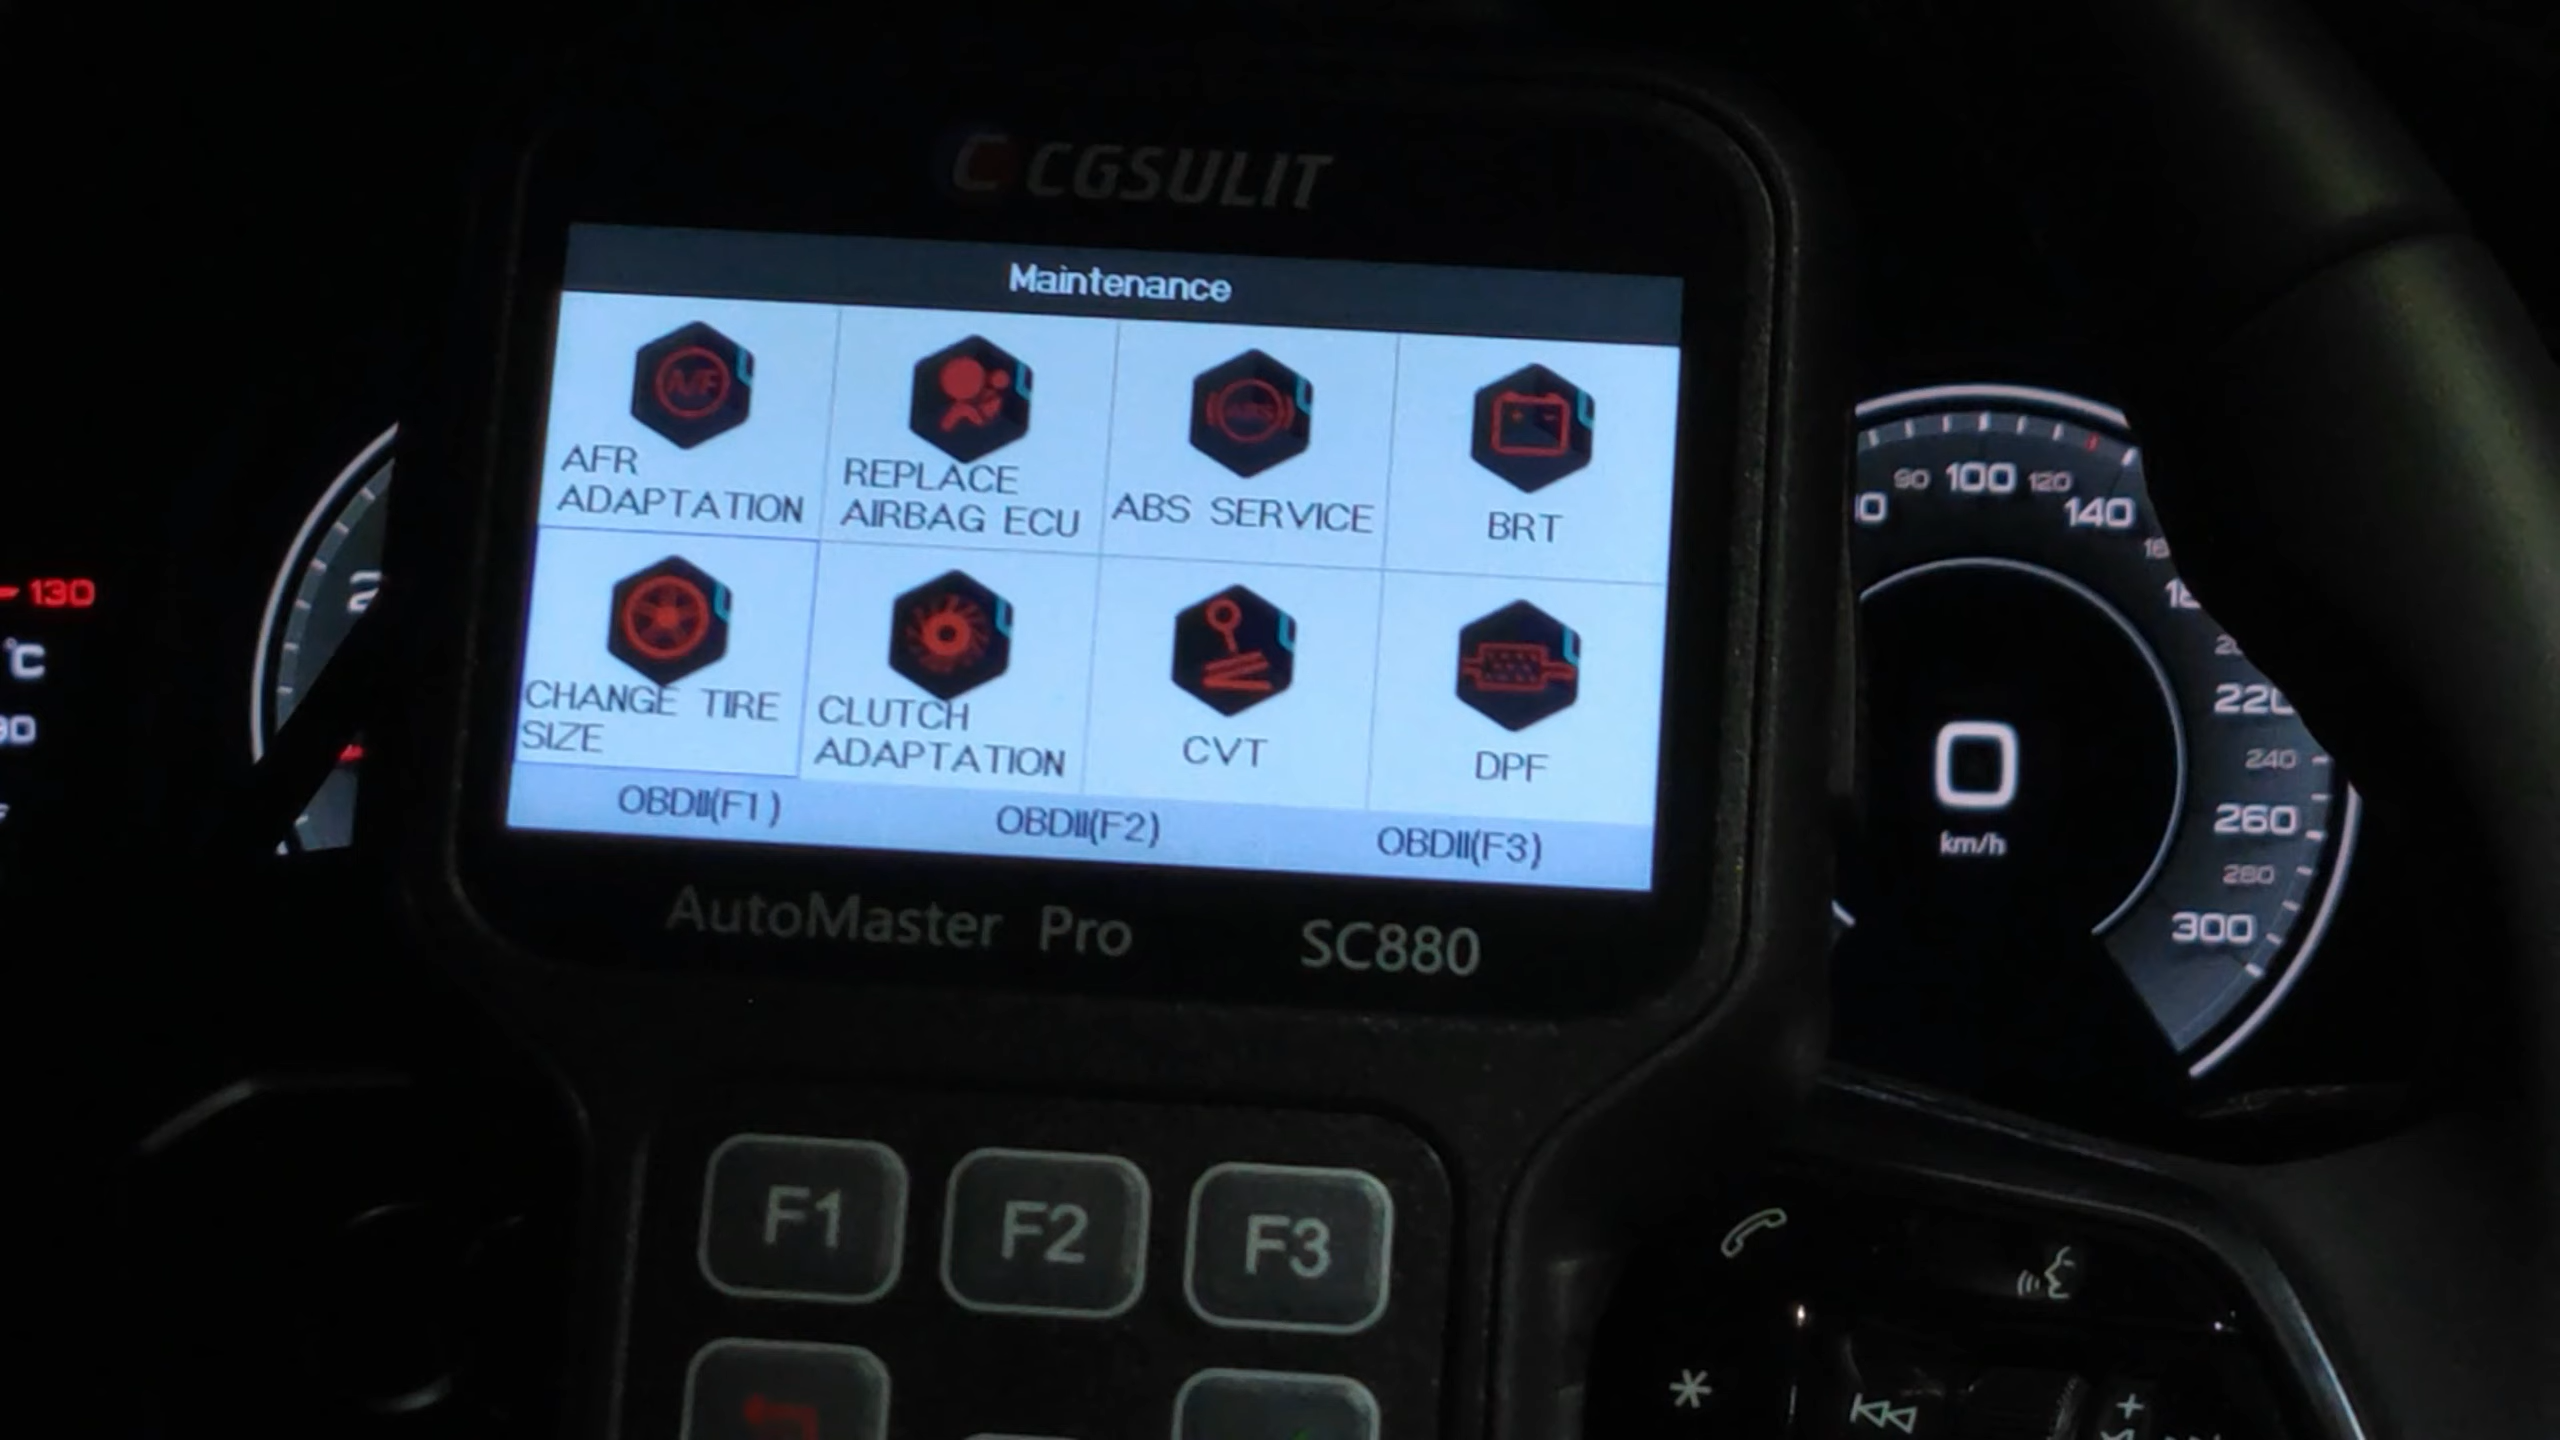 CGSULIT
Maintenance
AFR
ADAPTATION
REPLACE
AIRBAG ECU
ABS SERVICE
BRT
CHANGE TIRE
SIZE
CLUTCH
ADAPTATION
CVT
DPF
OBDII(F1)
OBDII(F2)
OBDII(F3)
AutoMaster Pro
SC880
F1
F2
F3
130
°C
90
100
120
140
220
240
260
280
300
0
km/h
A/F
ABS